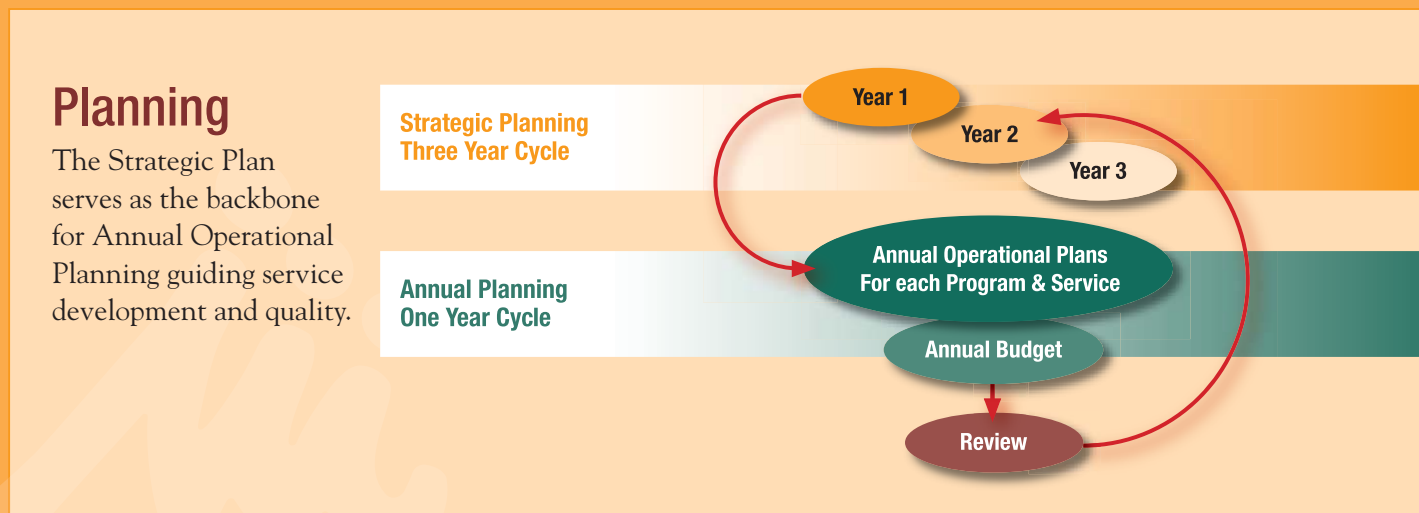 Planning
The Strategic Plan
serves as the backbone
for Annual Operational
Planning guiding service
development and quality.
Strategic Planning
Three Year Cycle
Year 1
Year 2
Year 3
Annual Planning
One Year Cycle
Annual Operational Plans
For each Program & Service
Annual Budget
Review